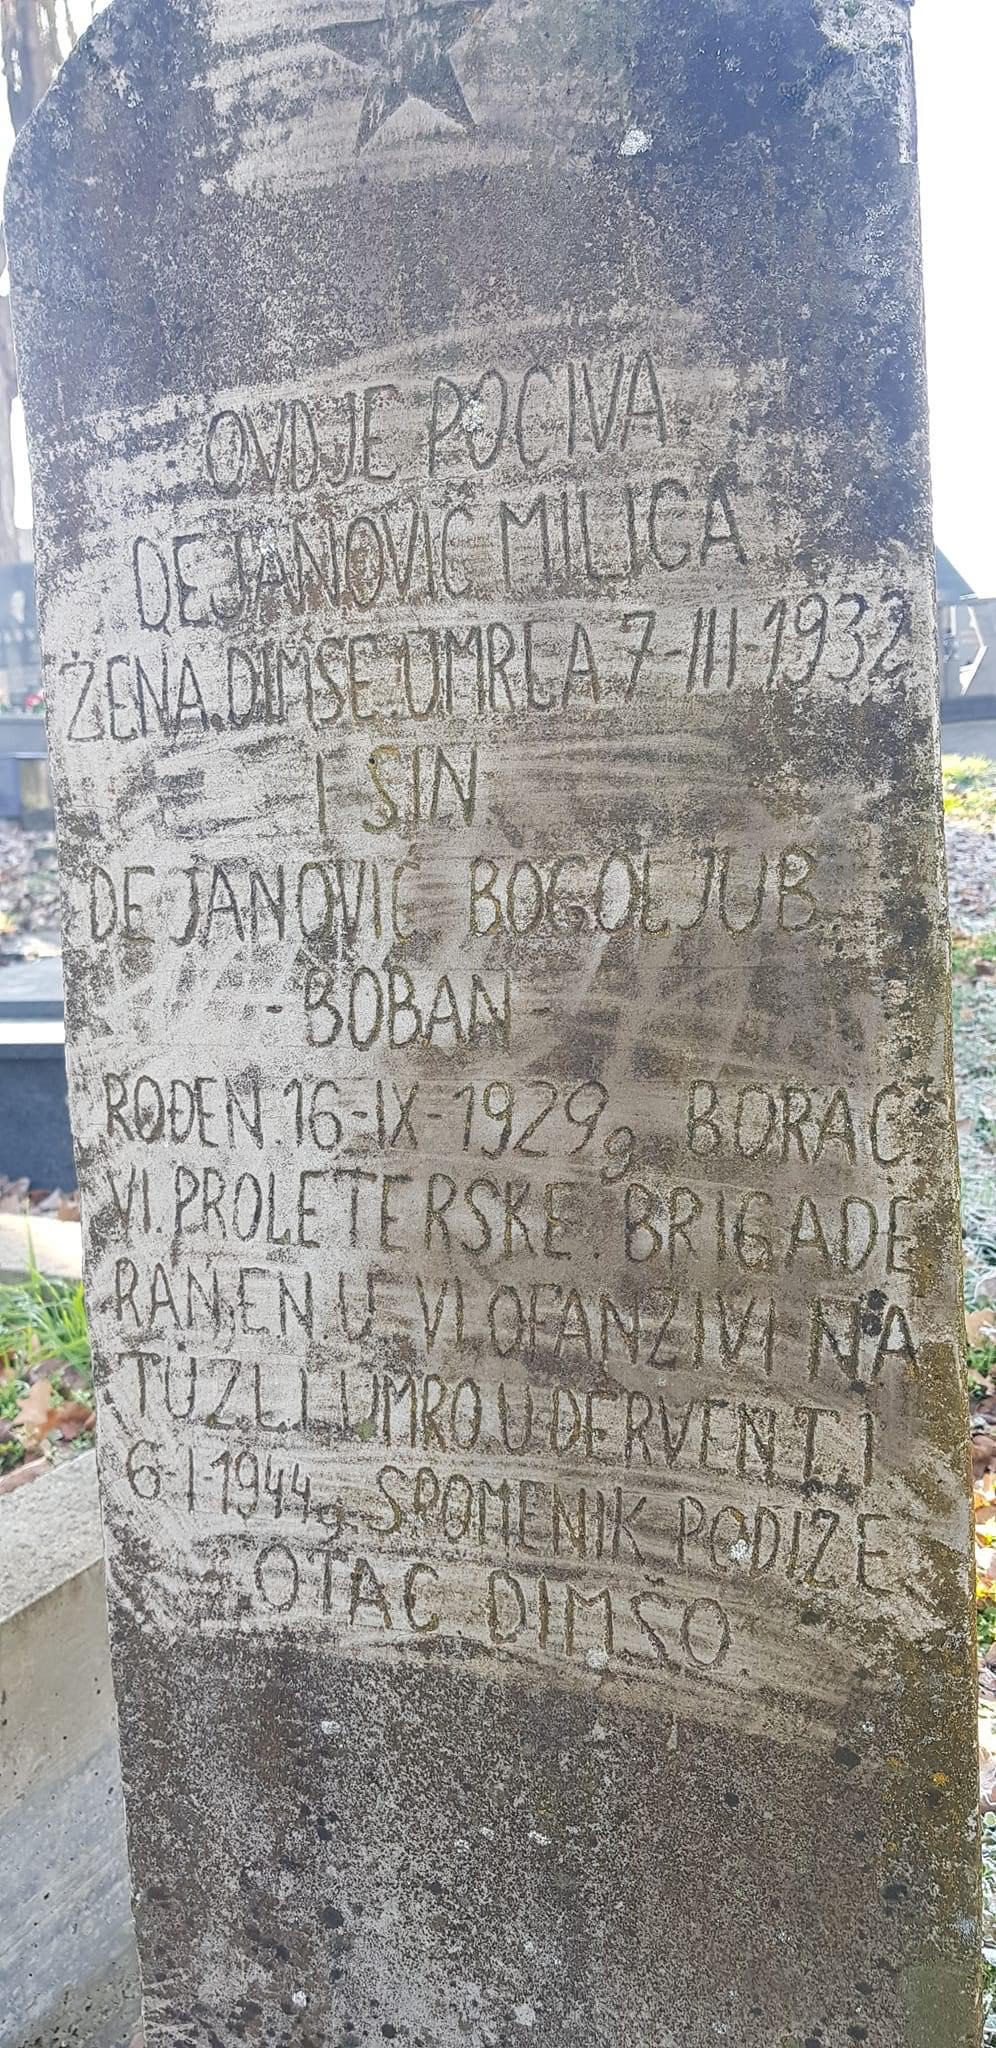 OVDJE POČIVA
DEJANOVIĆ MILICA
ŽENA.DIMŠE.UMRLA 7-III-1932
I SIN
DEJANOVIĆ BOGOLJUB
-BOBAN-
ROĐEN.16-IX-1929g BORAC
VI.PROLETERSKE.BRIGADE
RANJEN.U VI OFANZIVI NA
TUZLI.UMRO.U DERVENTI
6-I-1944g.SPOMENIK PODIŽE
OTAC DIMŠO.